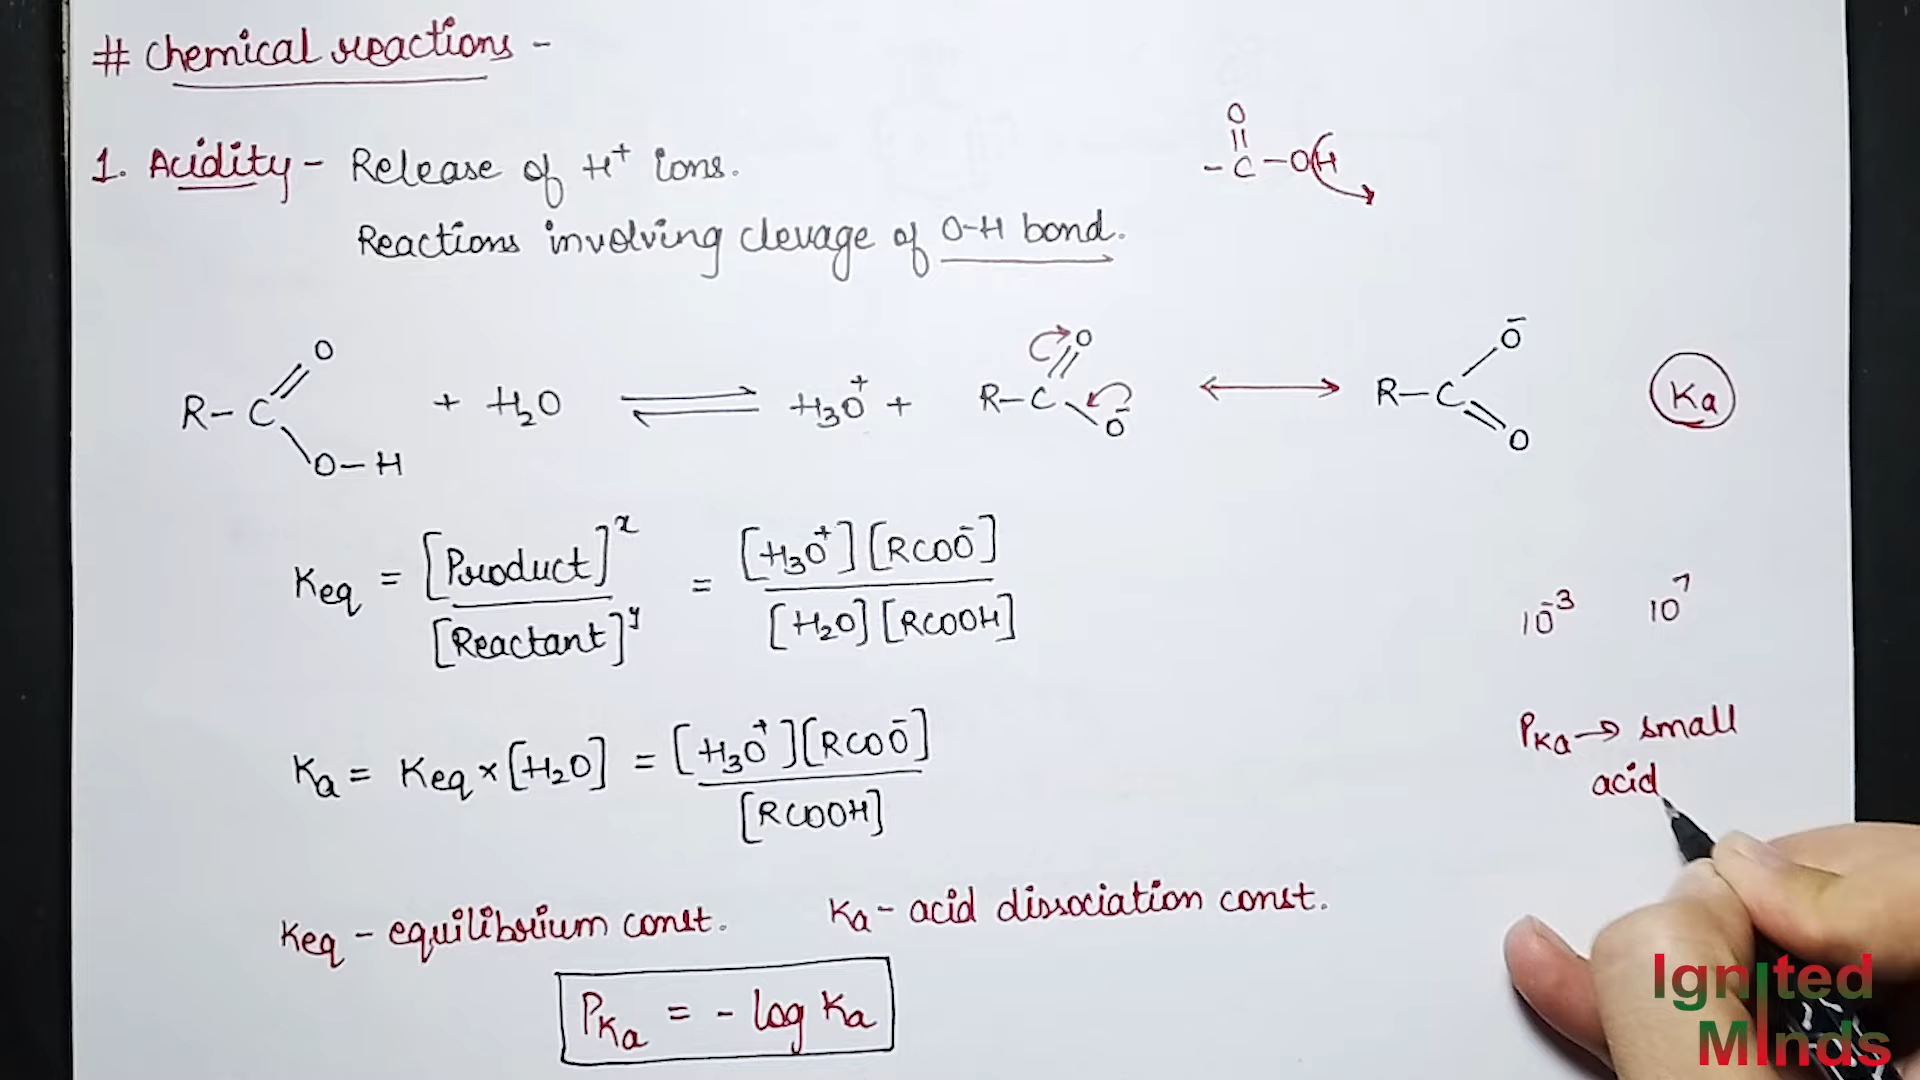 # Chemical reactions -
1. Acidity - Release of H⁺ ions.
Reactions involving clevage of O-H bond.
O
||
- C - OH
R-C O O-H + H₂O ⇌ H₃O⁺ + R-C O O⁻ ⟷ R-C O⁻ O Ka
Keq = [Product]ˣ / [Reactant]ʸ = [H₃O⁺][RCOO⁻] / [H₂O][RCOOH]
10⁻³ 10⁷
Ka = Keq × [H₂O] = [H₃O⁺][RCOO⁻] / [RCOOH]
PKa → small
acid
Keq - equilibrium const. Ka - acid dissociation const.
PKa = - log Ka
Ignited
Minds